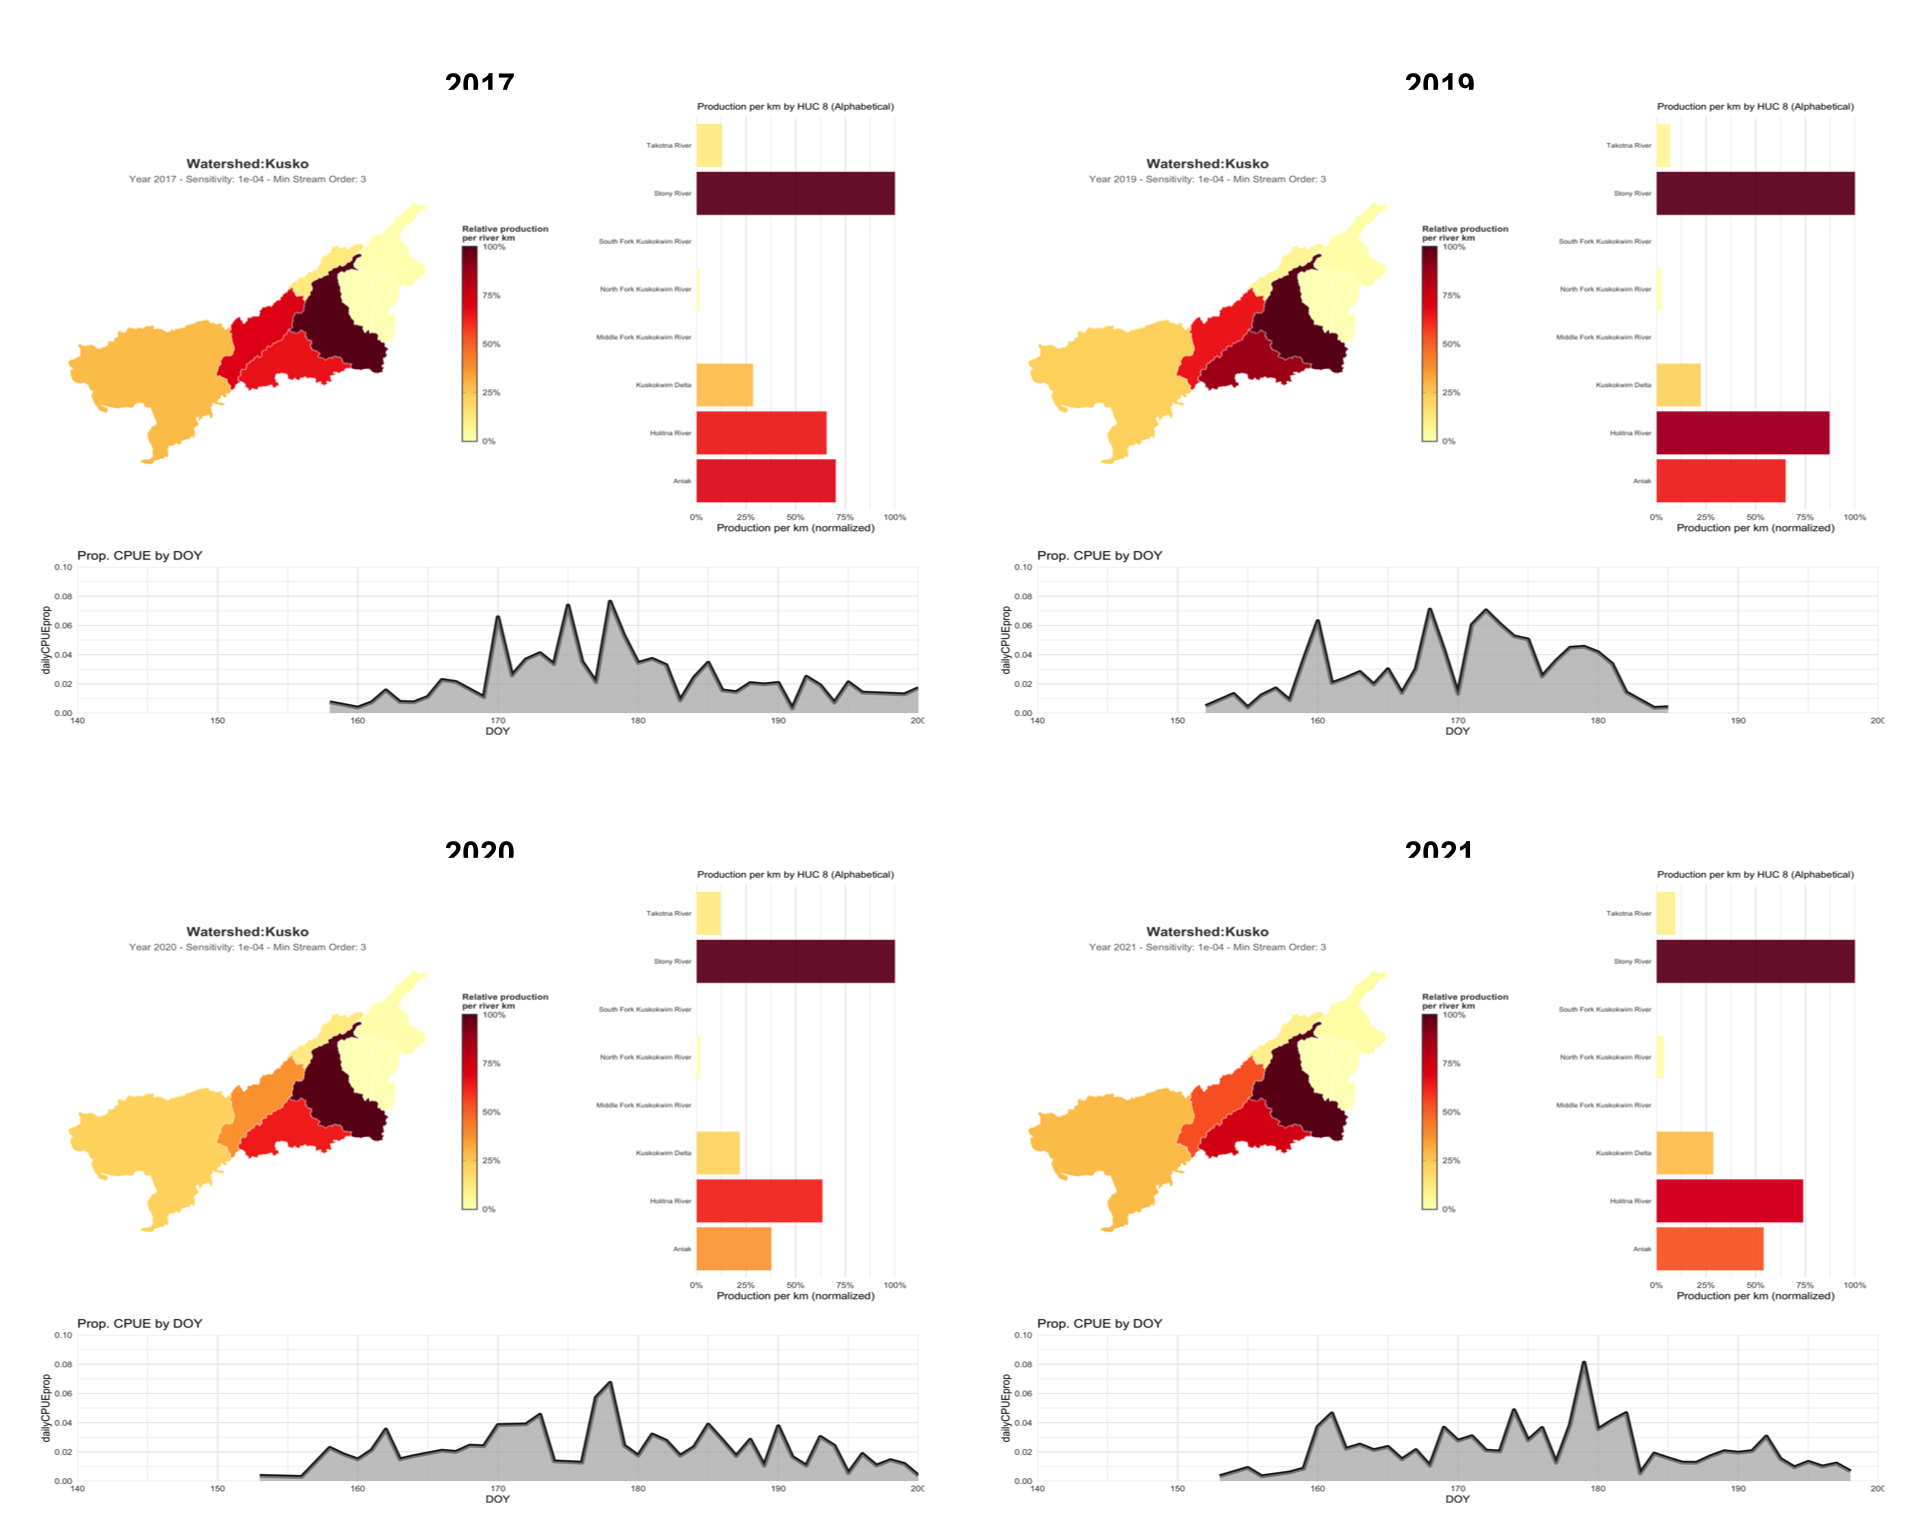 2017
Production per km by HUC 8 (Alphabetical)
Watershed:Kusko
Year 2017 - Sensitivity: 1e-04 - Min Stream Order: 3
Relative production
per river km
100%
75%
50%
25%
0%
Takotna River
Stony River
South Fork Kuskokwim River
North Fork Kuskokwim River
Middle Fork Kuskokwim River
Kuskokwim Delta
Holitna River
Aniak
0% 25% 50% 75% 100%
Production per km (normalized)
Prop. CPUE by DOY
dailyCPUEprop
0.10
0.08
0.06
0.04
0.02
0.00
140 150 160 170 180 190 200
DOY
2019
Production per km by HUC 8 (Alphabetical)
Watershed:Kusko
Year 2019 - Sensitivity: 1e-04 - Min Stream Order: 3
Relative production
per river km
100%
75%
50%
25%
0%
Takotna River
Stony River
South Fork Kuskokwim River
North Fork Kuskokwim River
Middle Fork Kuskokwim River
Kuskokwim Delta
Holitna River
Aniak
0% 25% 50% 75% 100%
Production per km (normalized)
Prop. CPUE by DOY
dailyCPUEprop
0.10
0.08
0.06
0.04
0.02
0.00
140 150 160 170 180 190 200
DOY
2020
Production per km by HUC 8 (Alphabetical)
Watershed:Kusko
Year 2020 - Sensitivity: 1e-04 - Min Stream Order: 3
Relative production
per river km
100%
75%
50%
25%
0%
Takotna River
Stony River
South Fork Kuskokwim River
North Fork Kuskokwim River
Middle Fork Kuskokwim River
Kuskokwim Delta
Holitna River
Aniak
0% 25% 50% 75% 100%
Production per km (normalized)
Prop. CPUE by DOY
dailyCPUEprop
0.10
0.08
0.06
0.04
0.02
0.00
140 150 160 170 180 190 200
DOY
2021
Production per km by HUC 8 (Alphabetical)
Watershed:Kusko
Year 2021 - Sensitivity: 1e-04 - Min Stream Order: 3
Relative production
per river km
100%
75%
50%
25%
0%
Takotna River
Stony River
South Fork Kuskokwim River
North Fork Kuskokwim River
Middle Fork Kuskokwim River
Kuskokwim Delta
Holitna River
Aniak
0% 25% 50% 75% 100%
Production per km (normalized)
Prop. CPUE by DOY
dailyCPUEprop
0.10
0.08
0.06
0.04
0.02
0.00
140 150 160 170 180 190 200
DOY